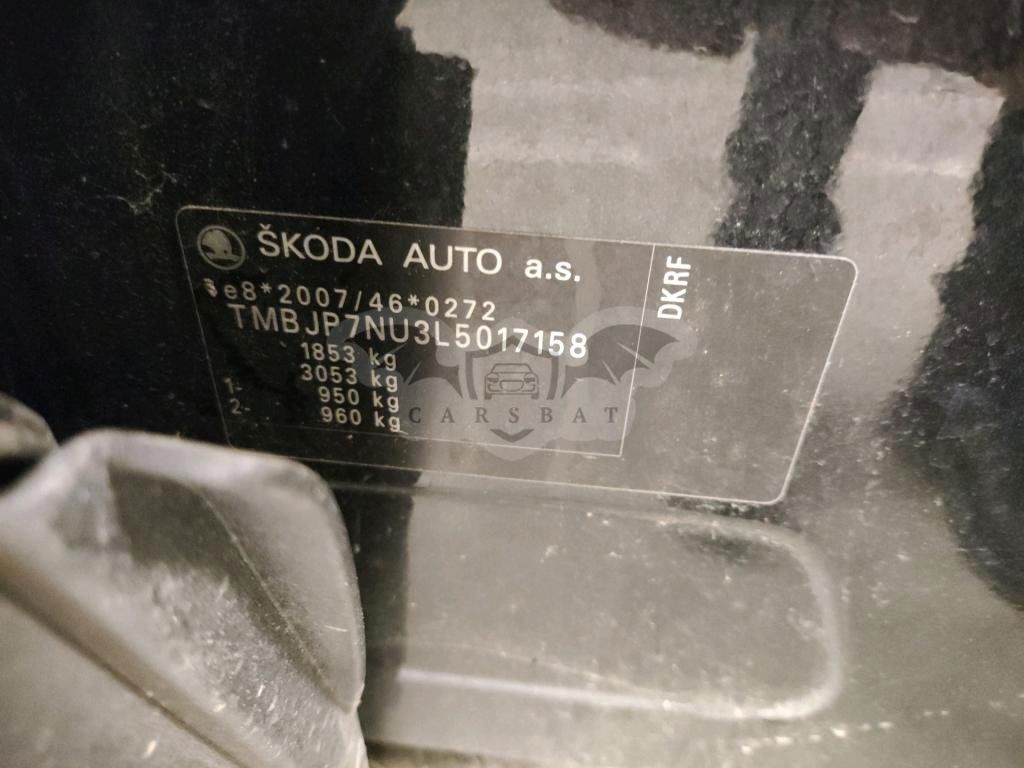 ŠKODA AUTO a.s.
e8*2007/46*0272
TMBJP7NU3L5017158
1853 kg
3053 kg
1- 950 kg
2- 960 kg
DKRF
CARSBAT